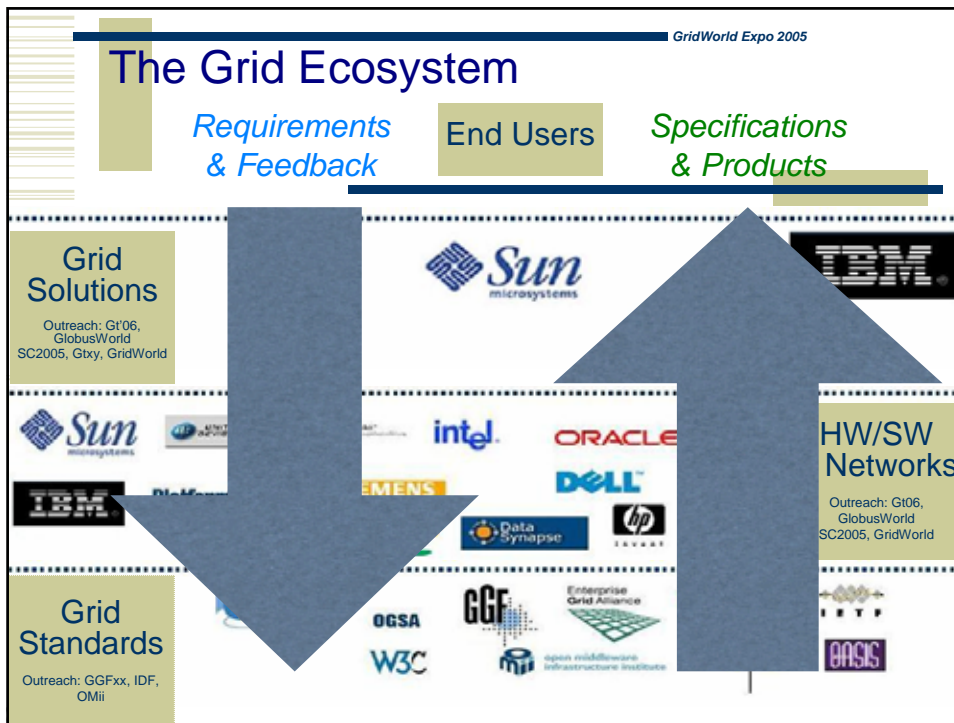 GridWorld Expo 2005
The Grid Ecosystem
Requirements
& Feedback
End Users
Specifications
& Products
Grid
Solutions
Outreach: Gt'06,
GlobusWorld
SC2005, Gtxy, GridWorld
Sun
microsystems
IBM
Sun
microsystems
intel
ORACLE
HW/SW
Networks
Outreach: Gt06,
GlobusWorld
SC2005, GridWorld
IBM
DELL
Data
Synapse
hp
invent
Grid
Standards
Outreach: GGFxx, IDF,
OMii
OGSA
GGF
Enterprise
Grid Alliance
IETF
W3C
omii
open middleware
infrastructure institute
OASIS